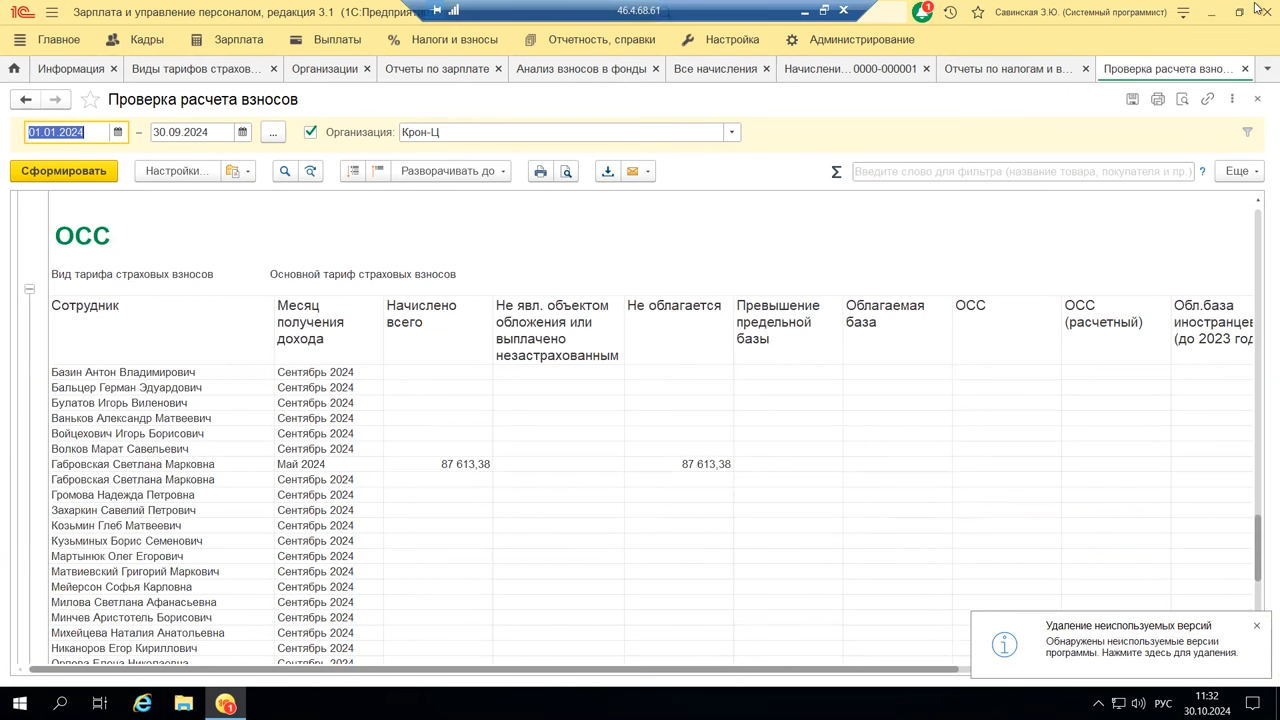 Зарплата и управление персоналом, редакция 3.1 (1С:Предприя
46.4.68.61
1
Савинская З.Ю. (Системный программист)
Главное
Кадры
Зарплата
Выплаты
Налоги и взносы
Отчетность, справки
Настройка
Администрирование
Информация
Виды тарифов страхов...
Организации
Отчеты по зарплате
Анализ взносов в фонды
Все начисления
Начислени... 0000-000001
Отчеты по налогам и в...
Проверка расчета взно...
Проверка расчета взносов
01.01.2024 – 30.09.2024 ... Организация: Крон-Ц
Сформировать Настройки... Разворачивать до Σ Введите слово для фильтра (название товара, покупателя и пр.) ? Еще
ОСС
Вид тарифа страховых взносов Основной тариф страховых взносов
Сотрудник
Месяц
получения
дохода
Начислено
всего
Не явл. объектом
обложения или
выплачено
незастрахованным
Не облагается
Превышение
предельной
базы
Облагаемая
база
ОСС
ОСС
(расчетный)
Обл.база
иностранцев
(до 2023 год
Базин Антон Владимирович Сентябрь 2024
Бальцер Герман Эдуардович Сентябрь 2024
Булатов Игорь Виленович Сентябрь 2024
Ваньков Александр Матвеевич Сентябрь 2024
Войцехович Игорь Борисович Сентябрь 2024
Волков Марат Савельевич Сентябрь 2024
Габровская Светлана Марковна Май 2024 87 613,38 87 613,38
Габровская Светлана Марковна Сентябрь 2024
Громова Надежда Петровна Сентябрь 2024
Захаркин Савелий Петрович Сентябрь 2024
Козьмин Глеб Матвеевич Сентябрь 2024
Кузьминых Борис Семенович Сентябрь 2024
Мартынюк Олег Егорович Сентябрь 2024
Матвиевский Григорий Маркович Сентябрь 2024
Мейерсон Софья Карловна Сентябрь 2024
Милова Светлана Афанасьевна Сентябрь 2024
Минчев Аристотель Борисович Сентябрь 2024
Михейцева Наталия Анатольевна Сентябрь 2024
Никаноров Егор Кириллович Сентябрь 2024
Орлова Елена Николаевна Сентябрь 2024
Удаление неиспользуемых версий
Обнаружены неиспользуемые версии
программы. Нажмите здесь для удаления.
1
РУС
11:32
30.10.2024